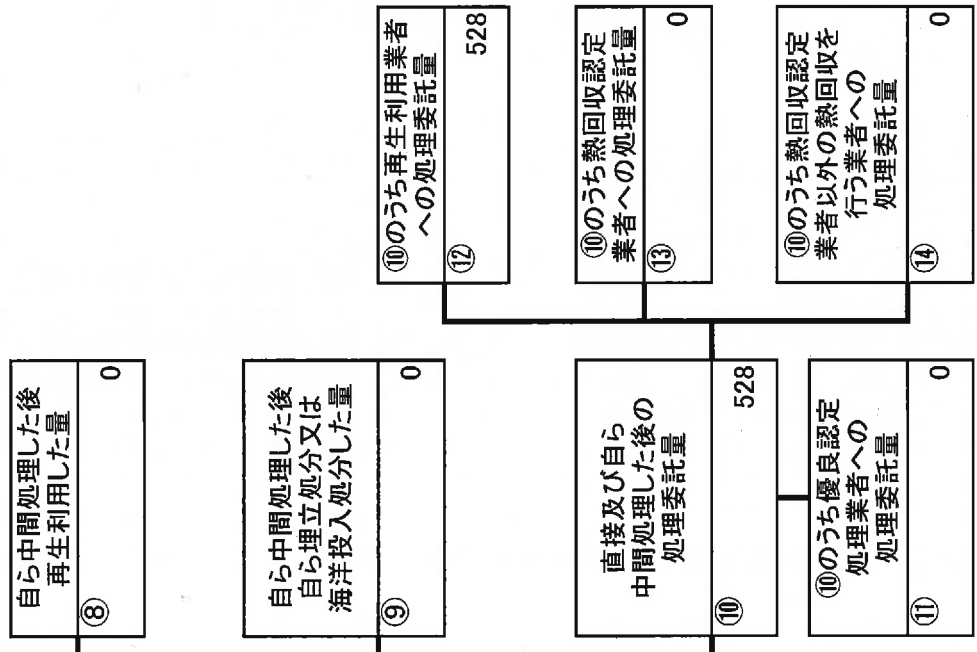 自ら中間処理した後
再生利用した量
⑧
0
自ら中間処理した後
自ら埋立処分又は
海洋投入処分した量
⑨
0
直接及び自ら
中間処理した後の
処理委託量
⑩
528
⑩のうち優良認定
処理業者への
処理委託量
⑪
0
⑩のうち再生利用業者
への処理委託量
⑫
528
⑩のうち熱回収認定
業者への処理委託量
⑬
0
⑩のうち熱回収認定
業者以外の熱回収を
行う業者への
処理委託量
⑭
0